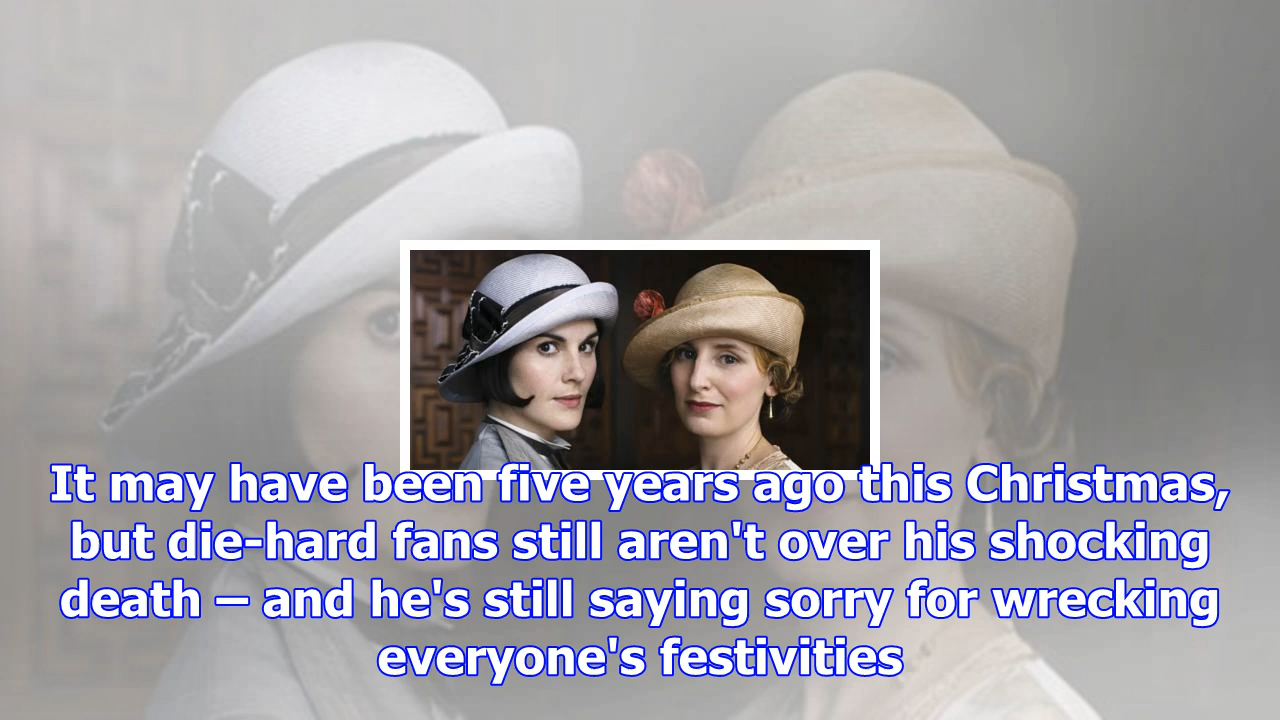 It may have been five years ago this Christmas,
but die-hard fans still aren't over his shocking
death – and he's still saying sorry for wrecking
everyone's festivities